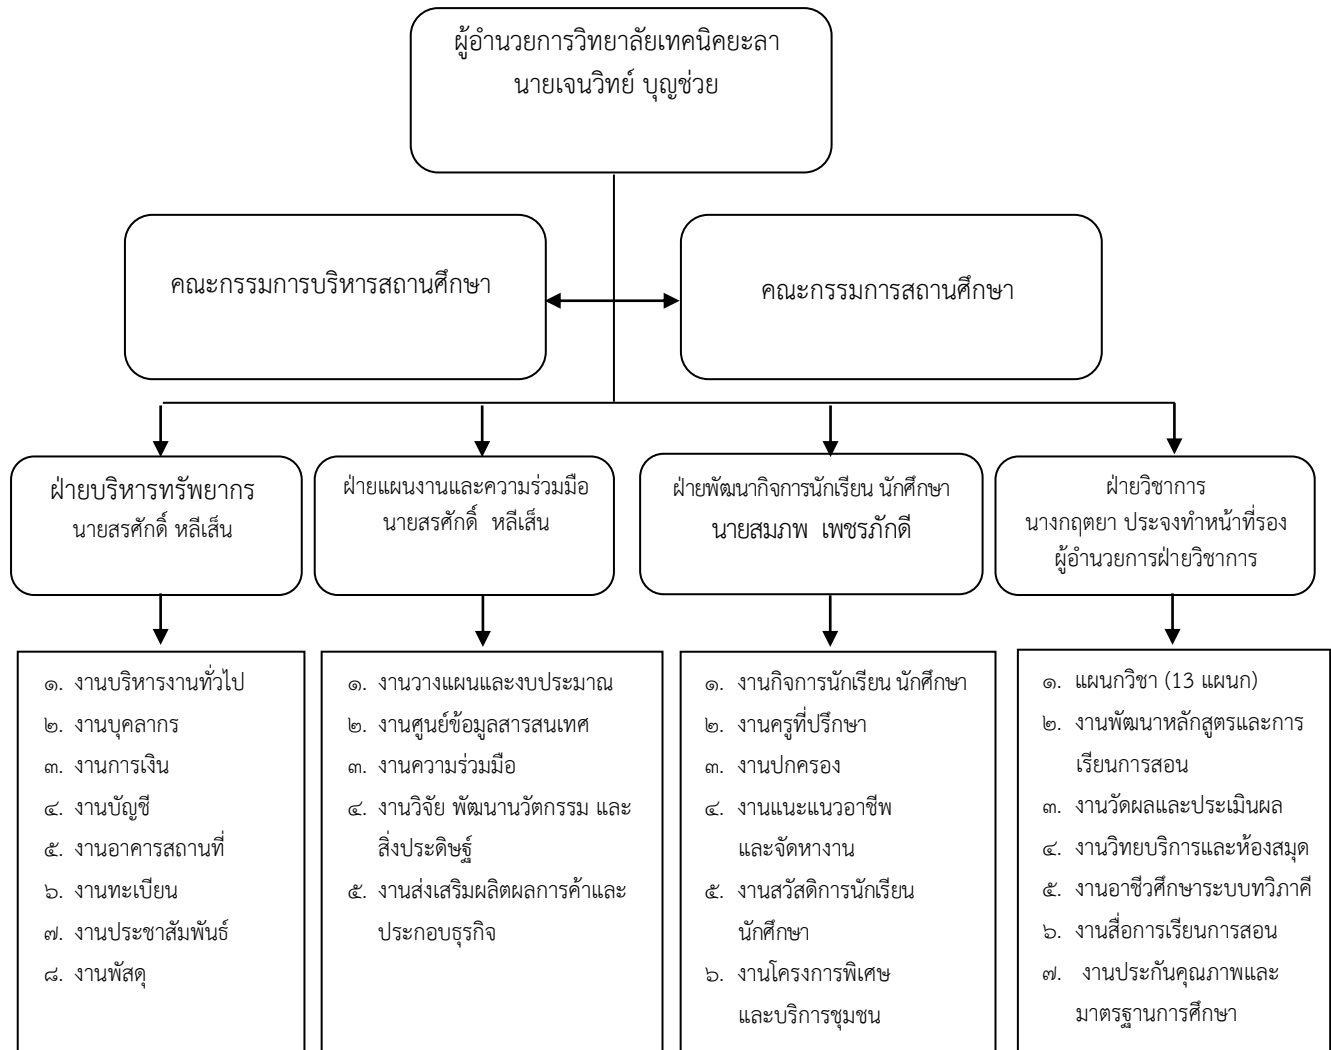 ผู้อำนวยการวิทยาลัยเทคนิคยะลา
นายเจนวิทย์ บุญช่วย
คณะกรรมการบริหารสถานศึกษา
คณะกรรมการสถานศึกษา
ฝ่ายบริหารทรัพยากร
นายสรศักดิ์ หลีเส็น
ฝ่ายแผนงานและความร่วมมือ
นายสรศักดิ์ หลีเส็น
ฝ่ายพัฒนากิจการนักเรียน นักศึกษา
นายสมภพ เพชรภักดี
ฝ่ายวิชาการ
นางกฤตยา ประจงทำหน้าที่รอง
ผู้อำนวยการฝ่ายวิชาการ
๑. งานบริหารงานทั่วไป
๒. งานบุคลากร
๓. งานการเงิน
๔. งานบัญชี
๕. งานอาคารสถานที่
๖. งานทะเบียน
๗. งานประชาสัมพันธ์
๘. งานพัสดุ
๑. งานวางแผนและงบประมาณ
๒. งานศูนย์ข้อมูลสารสนเทศ
๓. งานความร่วมมือ
๔. งานวิจัย พัฒนานวัตกรรม และ
สิ่งประดิษฐ์
๕. งานส่งเสริมผลิตผลการค้าและ
ประกอบธุรกิจ
๑. งานกิจการนักเรียน นักศึกษา
๒. งานครูที่ปรึกษา
๓. งานปกครอง
๔. งานแนะแนวอาชีพ
และจัดหางาน
๕. งานสวัสดิการนักเรียน
นักศึกษา
๖. งานโครงการพิเศษ
และบริการชุมชน
๑. แผนกวิชา (13 แผนก)
๒. งานพัฒนาหลักสูตรและการ
เรียนการสอน
๓. งานวัดผลและประเมินผล
๔. งานวิทยบริการและห้องสมุด
๕. งานอาชีวศึกษาระบบทวิภาคี
๖. งานสื่อการเรียนการสอน
๗. งานประกันคุณภาพและ
มาตรฐานการศึกษา